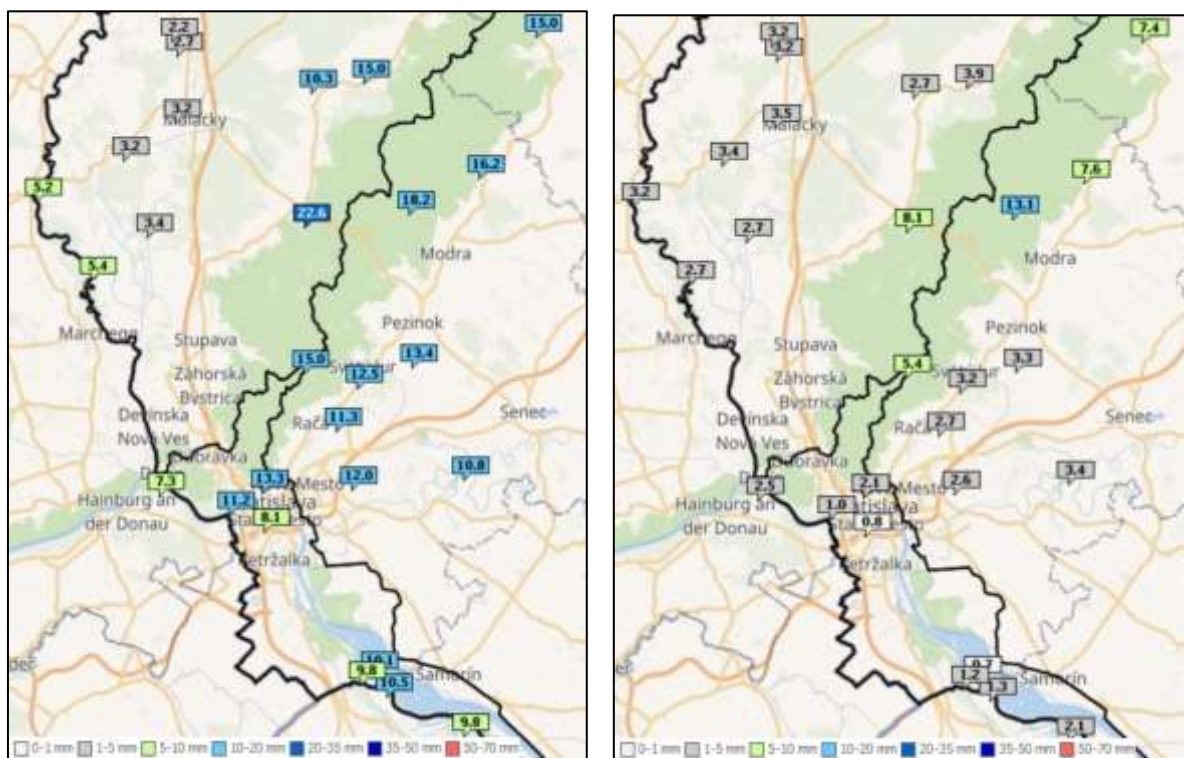 2.2
2.7
15.0
10.3
15.0
3.2
Malacky
3.2
16.2
5.2
18.2
22.6
3.4
Modra
5.4
Marchegg
Stupava
Pezinok
15.0
13.4
Záhorská
12.5
Bystrica
Devínska
11.3
Senec
Nová Ves
Rača
10.8
13.3
12.0
7.3
Mesto
Hainburg an
11.2
der Donau
8.1
etržalka
10.1
9.8
Šamorín
10.5
9.8
0-1 mm 1-5 mm 5-10 mm 10-20 mm 20-35 mm 35-50 mm 50-70 mm
3.2
3.2
7.4
2.7
3.9
3.5
Malacky
3.4
7.6
3.2
13.1
8.1
2.7
Modra
2.7
Marchegg
Stupava
Pezinok
5.4
3.3
Záhorská
3.2
Bystrica
Devínska
2.7
Senec
Nová Ves
Rača
3.4
2.1
2.6
2.5
Mesto
Hainburg an
1.0
der Donau
0.8
etržalka
0.7
1.2
Šamorín
1.3
2.1
0-1 mm 1-5 mm 5-10 mm 10-20 mm 20-35 mm 35-50 mm 50-70 mm